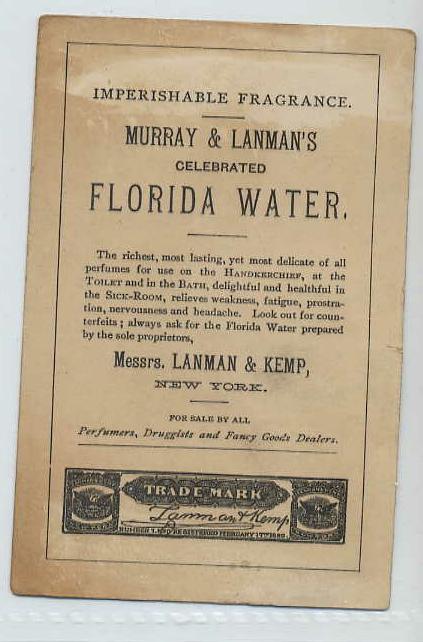 IMPERISHABLE FRAGRANCE.
MURRAY & LANMAN'S
CELEBRATED
FLORIDA WATER.
The richest, most lasting, yet most delicate of all
perfumes for use on the HANDKERCHIEF, at the
TOILET and in the BATH, delightful and healthful in
the SICK-ROOM, relieves weakness, fatigue, prostra-
tion, nervousness and headache. Look out for coun-
terfeits; always ask for the Florida Water prepared
by the sole proprietors,
Messrs. LANMAN & KEMP,
NEW YORK.
FOR SALE BY ALL
Perfumers, Druggists and Fancy Goods Dealers.
TRADE MARK
Lanman & Kemp
REGISTERED FEBRUARY